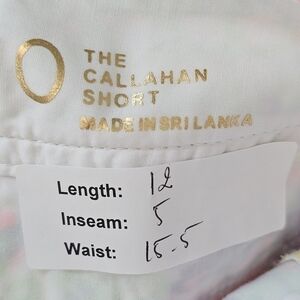 THE
CALLAHAN
SHORT
MADE IN SRI LANKA
Length: 12
Inseam: 5
Waist: 15.5